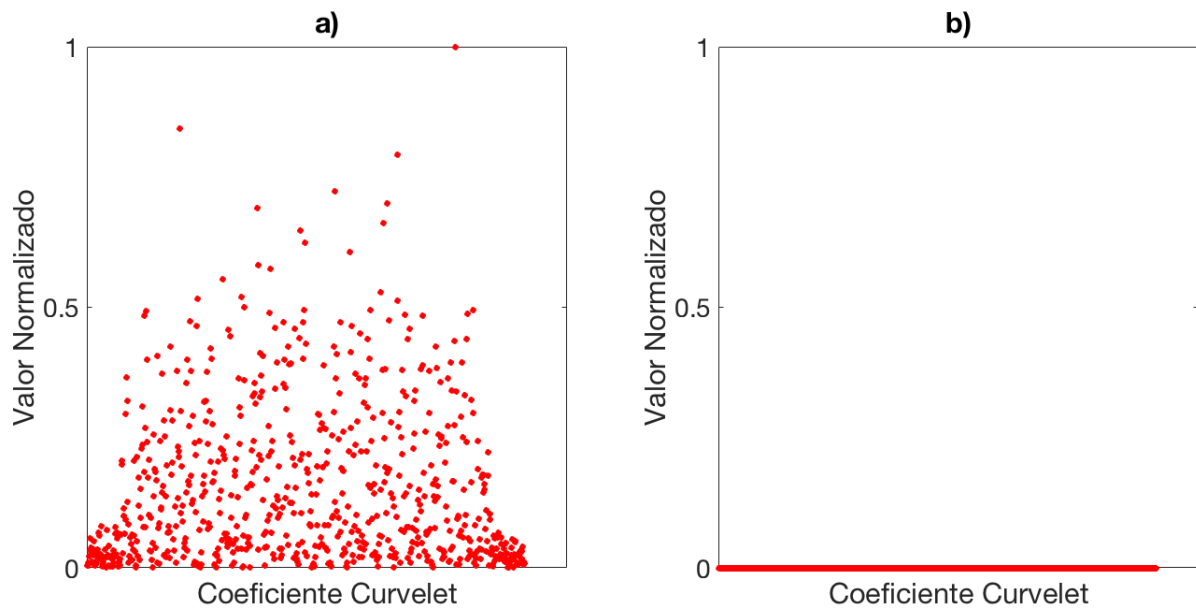 a)
1
0.5
0
Valor Normalizado
Coeficiente Curvelet
b)
1
0.5
0
Valor Normalizado
Coeficiente Curvelet